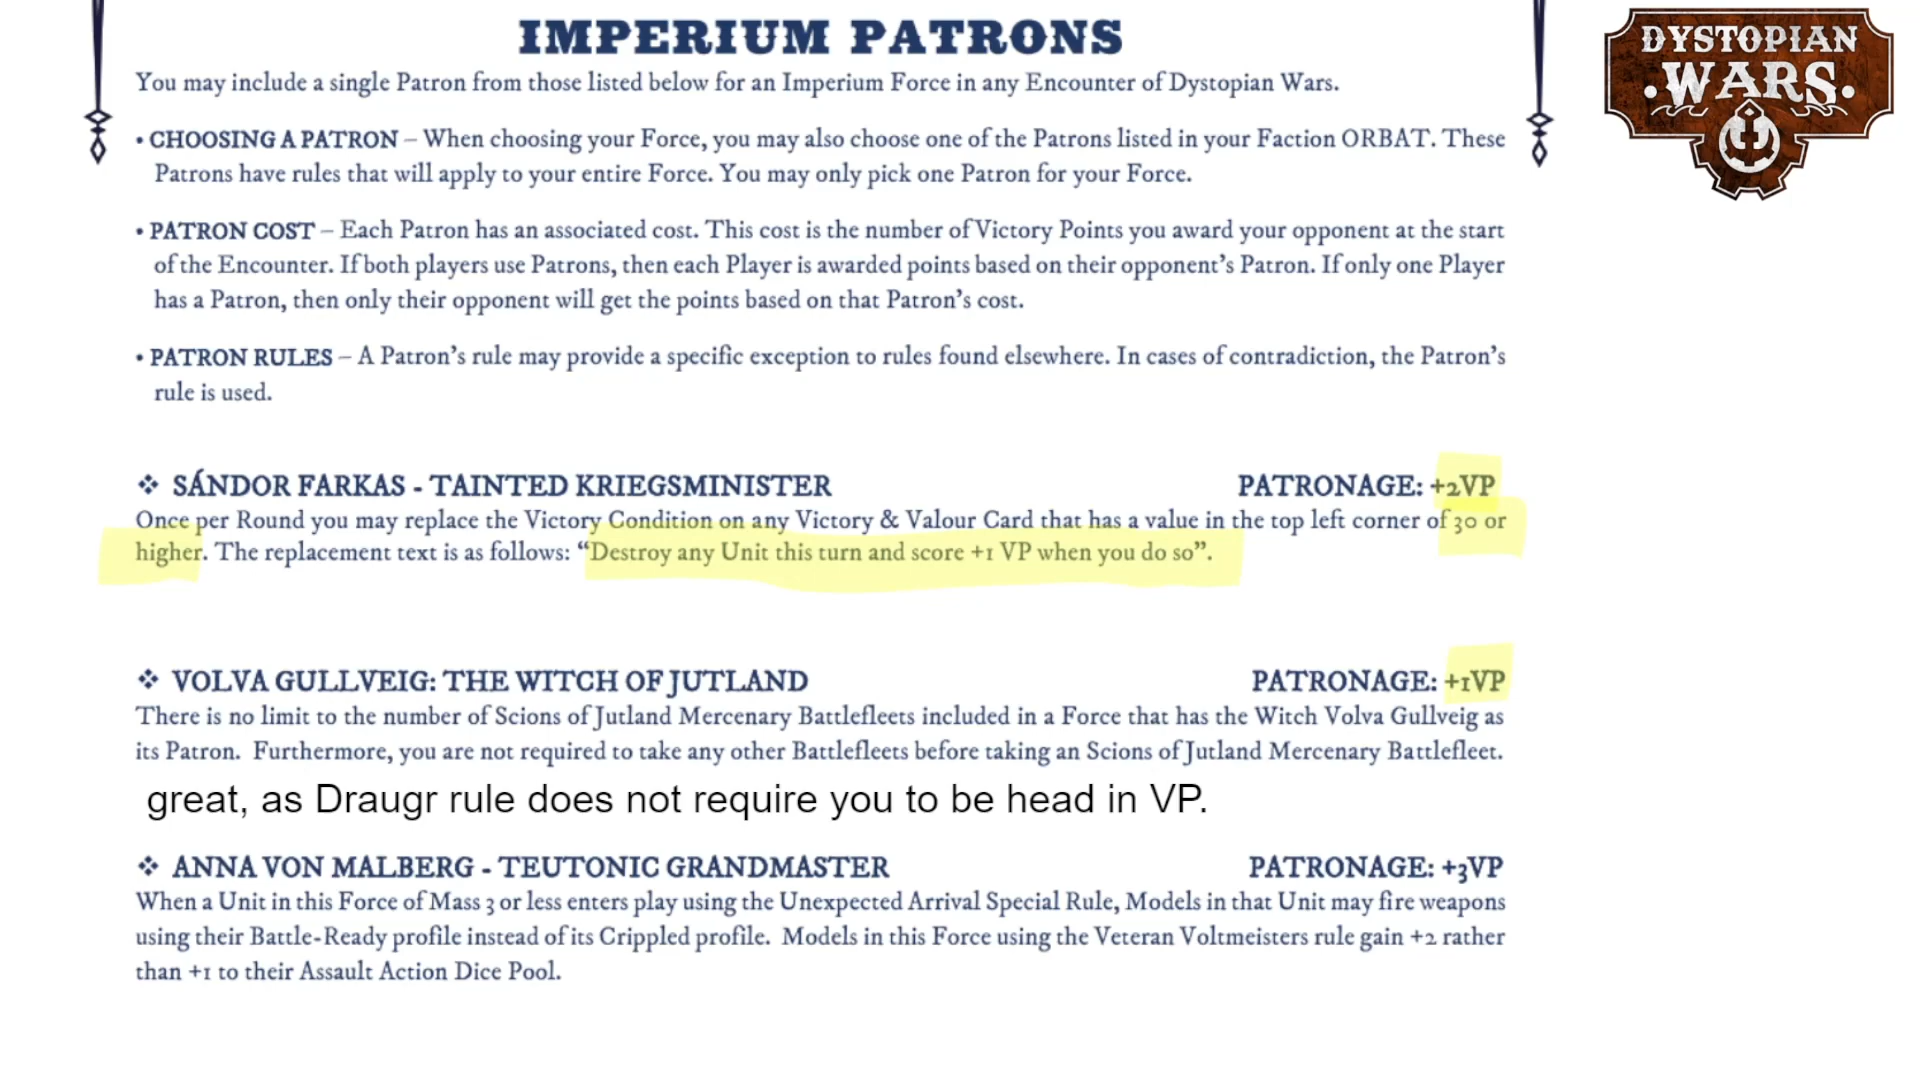 IMPERIUM PATRONS
DYSTOPIAN
WARS
You may include a single Patron from those listed below for an Imperium Force in any Encounter of Dystopian Wars.
• CHOOSING A PATRON – When choosing your Force, you may also choose one of the Patrons listed in your Faction ORBAT. These
Patrons have rules that will apply to your entire Force. You may only pick one Patron for your Force.
• PATRON COST – Each Patron has an associated cost. This cost is the number of Victory Points you award your opponent at the start
of the Encounter. If both players use Patrons, then each Player is awarded points based on their opponent's Patron. If only one Player
has a Patron, then only their opponent will get the points based on that Patron's cost.
• PATRON RULES – A Patron's rule may provide a specific exception to rules found elsewhere. In cases of contradiction, the Patron's
rule is used.
❖ SÁNDOR FARKAS - TAINTED KRIEGSMINISTER PATRONAGE: +2VP
Once per Round you may replace the Victory Condition on any Victory & Valour Card that has a value in the top left corner of 30 or
higher. The replacement text is as follows: “Destroy any Unit this turn and score +1 VP when you do so”.
❖ VOLVA GULLVEIG: THE WITCH OF JUTLAND PATRONAGE: +1VP
There is no limit to the number of Scions of Jutland Mercenary Battlefleets included in a Force that has the Witch Volva Gullveig as
its Patron. Furthermore, you are not required to take any other Battlefleets before taking an Scions of Jutland Mercenary Battlefleet.
great, as Draugr rule does not require you to be head in VP.
❖ ANNA VON MALBERG - TEUTONIC GRANDMASTER PATRONAGE: +3VP
When a Unit in this Force of Mass 3 or less enters play using the Unexpected Arrival Special Rule, Models in that Unit may fire weapons
using their Battle-Ready profile instead of its Crippled profile. Models in this Force using the Veteran Voltmeisters rule gain +2 rather
than +1 to their Assault Action Dice Pool.